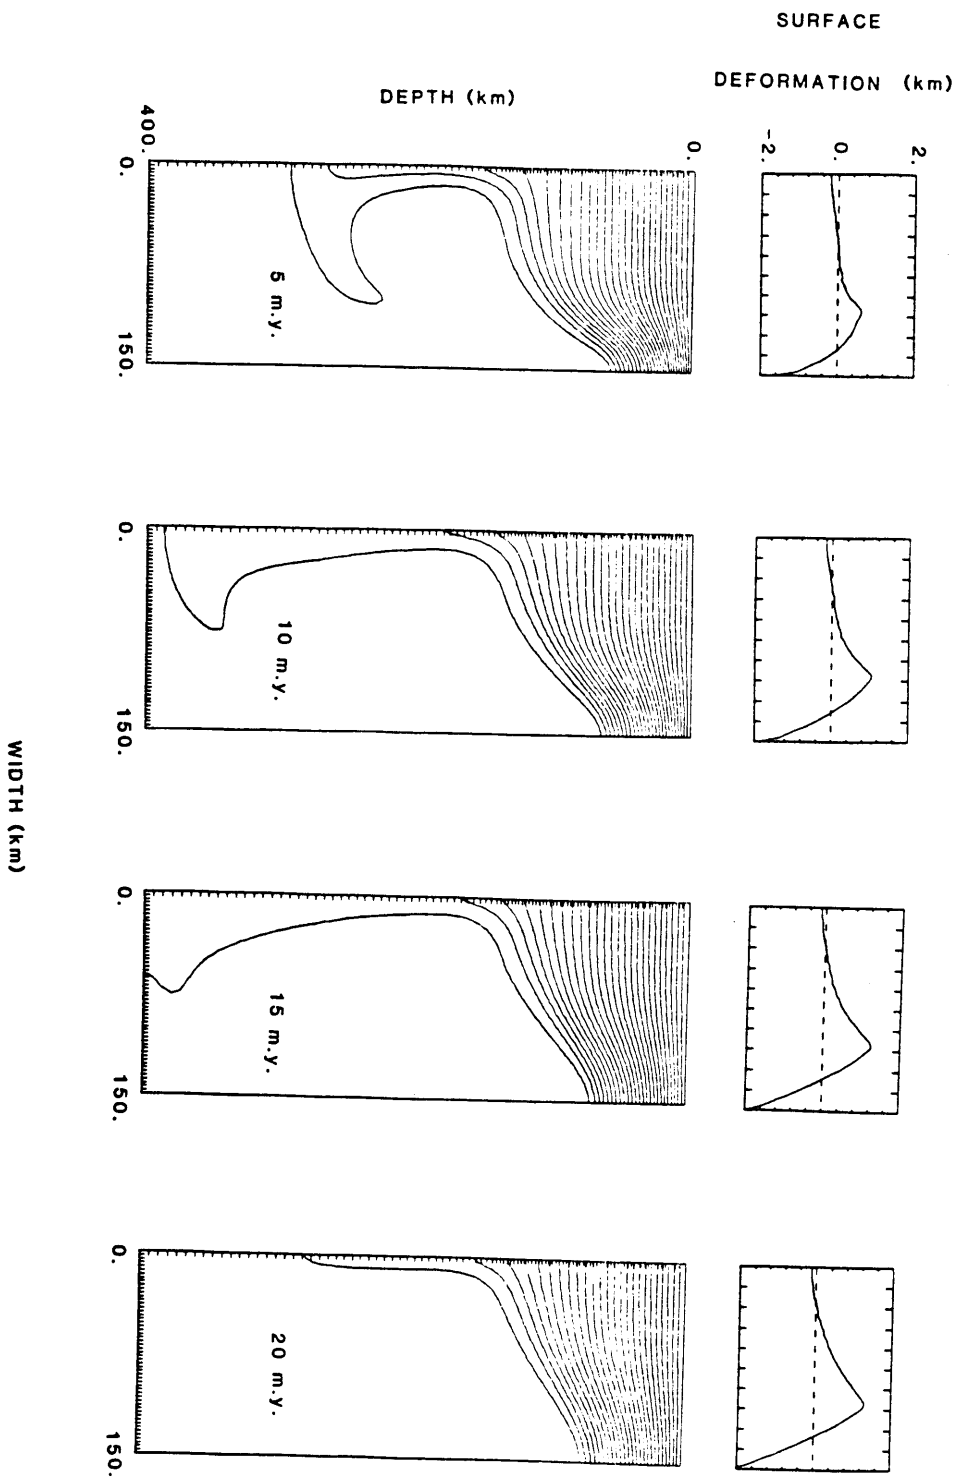 SURFACE
DEFORMATION (km)
2.
.0
-2.
DEPTH (km)
0.
400.
0.
150.
5 m.y.
0.
150.
10 m.y.
0.
150.
15 m.y.
0.
150.
20 m.y.
WIDTH (km)